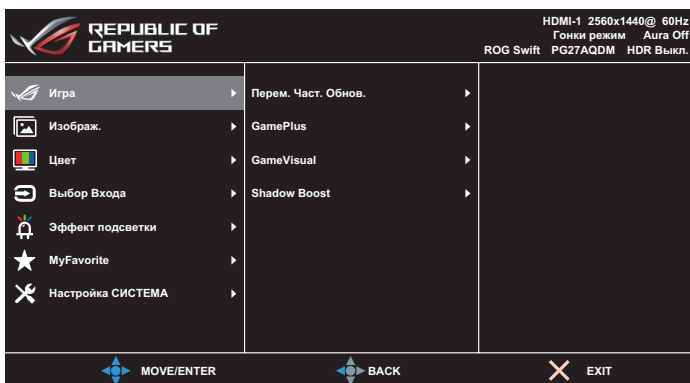 REPUBLIC OF
GAMERS
HDMI-1 2560x1440@ 60Hz
Гонки режим Aura Off
ROG Swift PG27AQDM HDR Выкл.
Игра
Изображ.
Цвет
Выбор Входа
Эффект подсветки
MyFavorite
Настройка СИСТЕМА
Перем. Част. Обнов.
GamePlus
GameVisual
Shadow Boost
MOVE/ENTER
BACK
EXIT